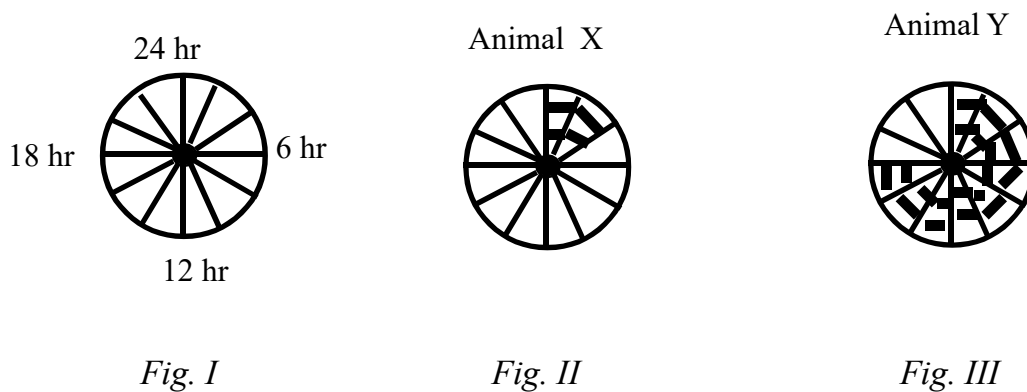 24 hr
18 hr
6 hr
12 hr
Fig. I
Animal X
Fig. II
Animal Y
Fig. III